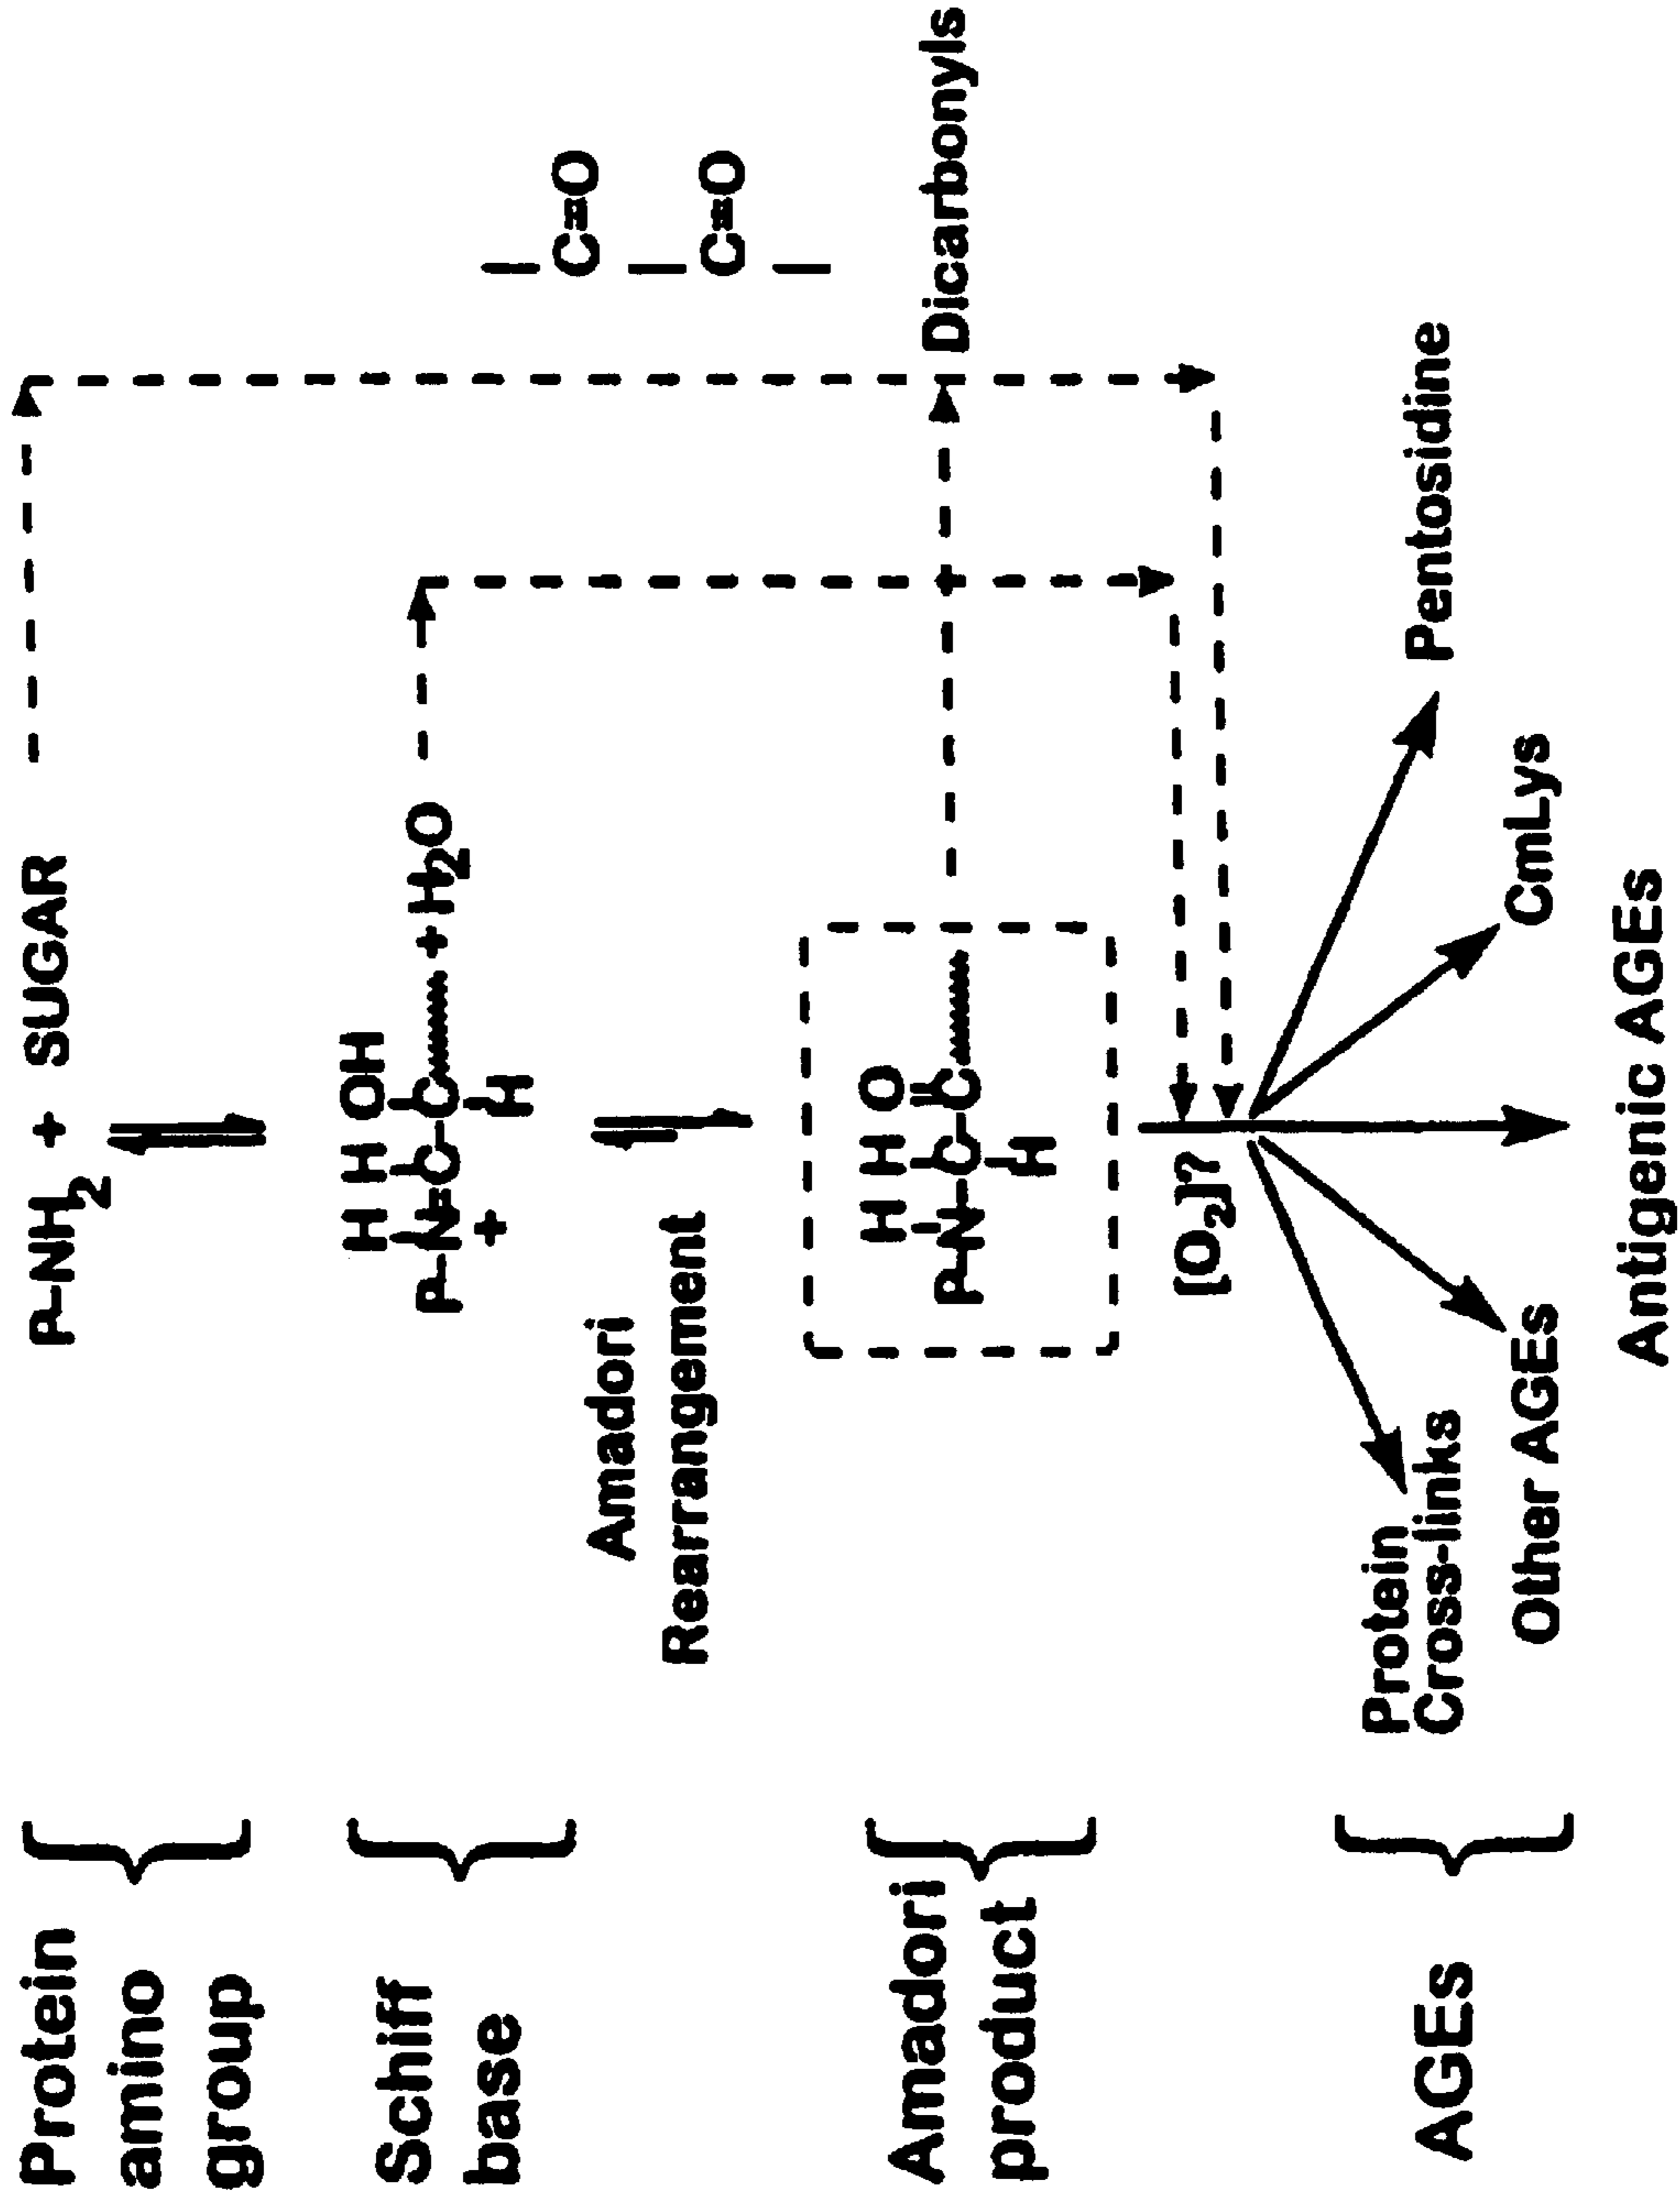 Protein
amino
group
P-NH2 + SUGAR
Schiff
base
H H OH
P-N=C-C + H2O
+ H
Amadori
Rearrangement
C=O
C=O
Amadori
product
H H O
P-N-C-C
H
Dicarbonyls
[O2]?
AGEs
Protein
Cross-links
Other AGEs
Antigenic AGEs
CmLys
Pentosidine